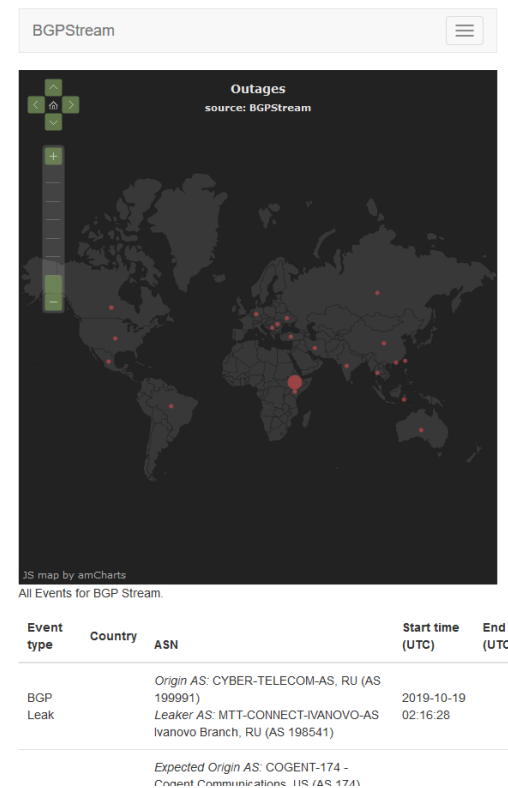 BGPStream
Outages
source: BGPStream
+
−
JS map by amCharts
All Events for BGP Stream.
Event type Country ASN Start time (UTC) End (UTC
BGP Leak
Origin AS: CYBER-TELECOM-AS, RU (AS
199991)
Leaker AS: MTT-CONNECT-IVANOVO-AS
Ivanovo Branch, RU (AS 198541)
2019-10-19
02:16:28
Expected Origin AS: COGENT-174 -
Cogent Communications, US (AS 174)